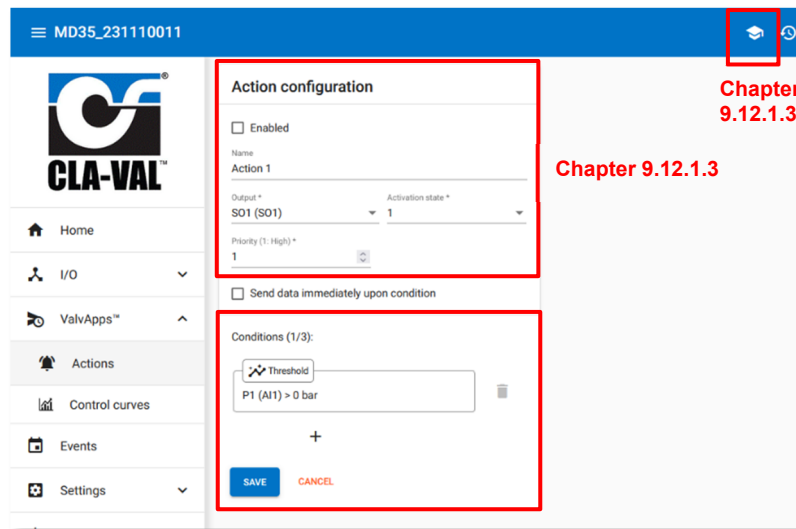 MD35_231110011
Chapter
9.12.1.3
®
CLA-VAL™
Home
I/O
ValvApps™
Actions
Control curves
Events
Settings
Action configuration
Enabled
Name
Action 1
Output *
Activation state *
SO1 (SO1)
1
Priority (1: High) *
1
Chapter 9.12.1.3
Send data immediately upon condition
Conditions (1/3):
Threshold
P1 (AI1) > 0 bar
+
SAVE
CANCEL